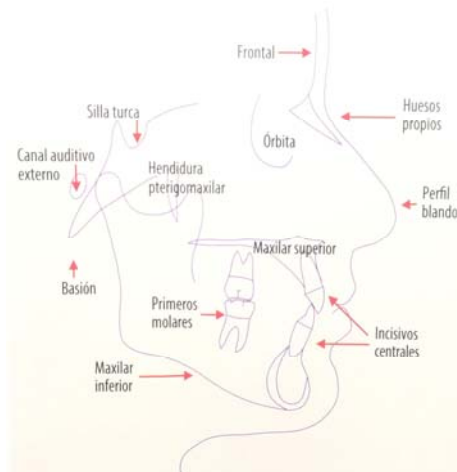 Frontal
Silla turca
Huesos
propios
Canal auditivo
externo
Órbita
Hendidura
pterigomaxilar
Perfil
blando
Maxilar superior
Basión
Primeros
molares
Incisivos
centrales
Maxilar
inferior